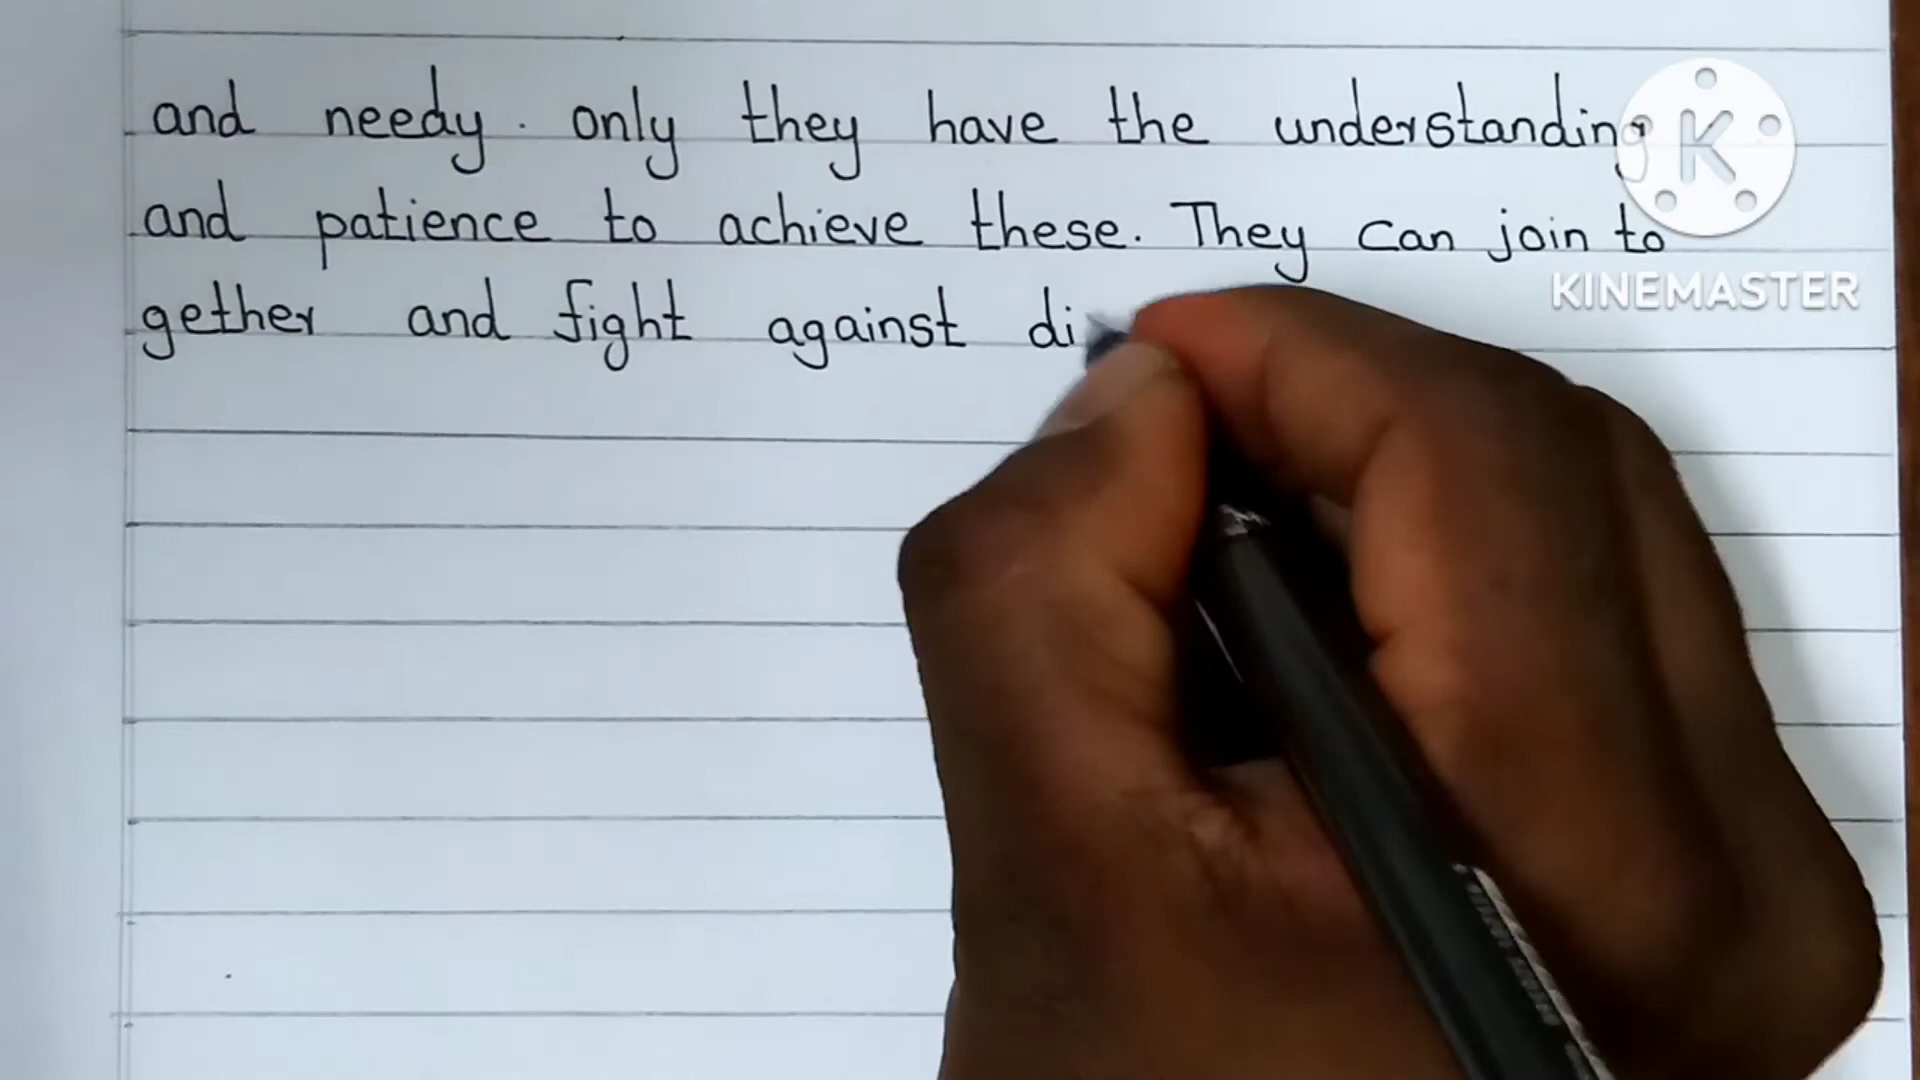 and needy. only they have the understanding
and patience to achieve these. They can join to
gether and fight against di
K
KINEMASTER